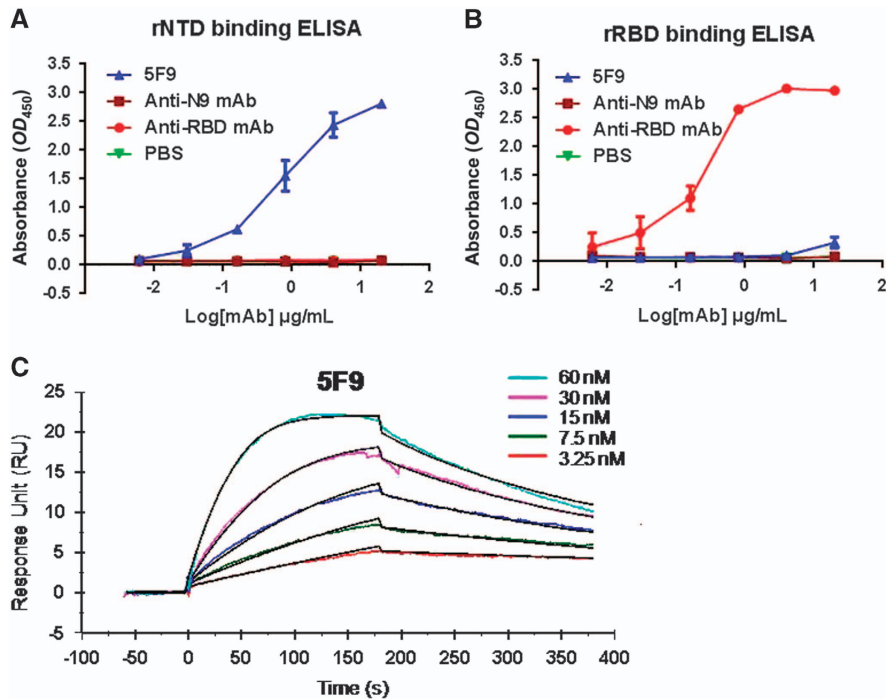 A
rNTD binding ELISA
Absorbance (OD450)
3.5
3.0
2.5
2.0
1.5
1.0
0.5
0.0
-0.5
5F9
Anti-N9 mAb
Anti-RBD mAb
PBS
-2
-1
0
1
2
Log[mAb] µg/mL
B
rRBD binding ELISA
Absorbance (OD450)
3.5
3.0
2.5
2.0
1.5
1.0
0.5
0.0
-0.5
5F9
Anti-N9 mAb
Anti-RBD mAb
PBS
-3
-2
-1
0
1
2
Log[mAb] µg/mL
C
5F9
Response Unit (RU)
25
20
15
10
5
0
-5
60 nM
30 nM
15 nM
7.5 nM
3.25 nM
-100
-50
0
50
100
150
200
250
300
350
400
Time (s)